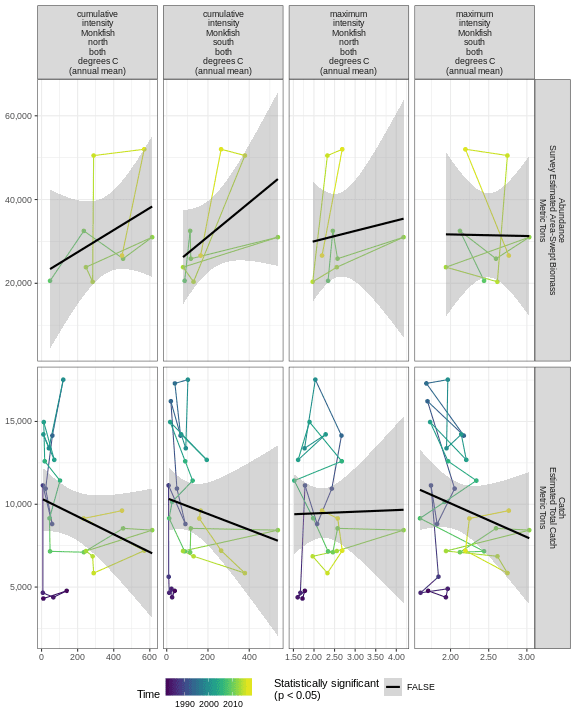 cumulative
intensity
Monkfish
north
both
degrees C
(annual mean)
cumulative
intensity
Monkfish
south
both
degrees C
(annual mean)
maximum
intensity
Monkfish
north
both
degrees C
(annual mean)
maximum
intensity
Monkfish
south
both
degrees C
(annual mean)
60,000
40,000
20,000
Abundance
Survey Estimated Area-Swept Biomass
Metric Tons
15,000
10,000
5,000
Catch
Estimated Total Catch
Metric Tons
0 200 400 600
0 200 400
1.50 2.00 2.50 3.00 3.50 4.00
2.00 2.50 3.00
Time
1990 2000 2010
Statistically significant
(p < 0.05)
FALSE